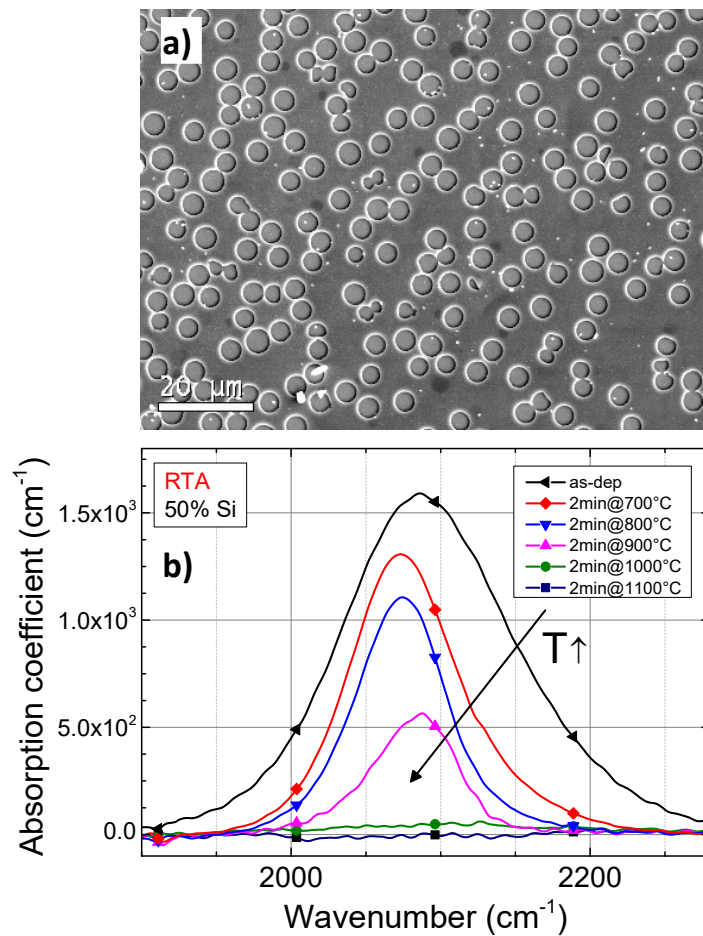 a)
20 µm
RTA
50% Si
b)
as-dep
2min@700°C
2min@800°C
2min@900°C
2min@1000°C
2min@1100°C
T↑
1.5x10³
1.0x10³
5.0x10²
0.0
Absorption coefficient (cm⁻¹)
2000
2200
Wavenumber (cm⁻¹)